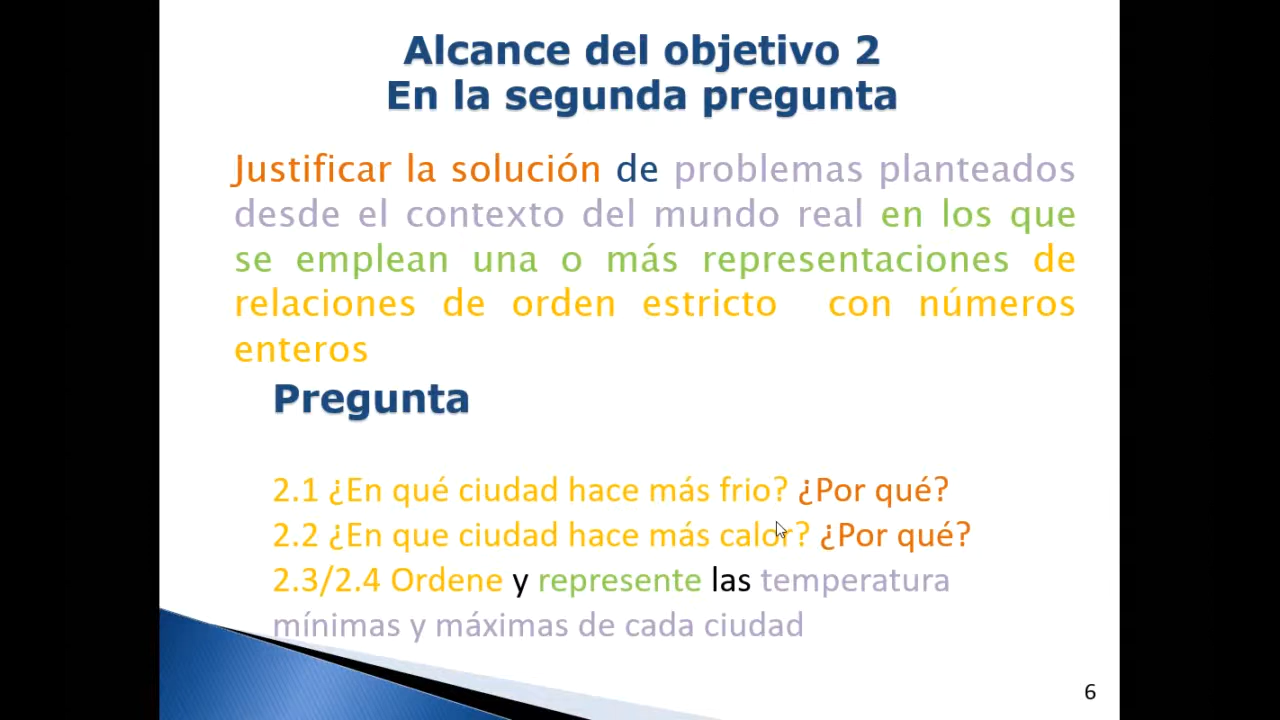 Alcance del objetivo 2
En la segunda pregunta
Justificar la solución de problemas planteados
desde el contexto del mundo real en los que
se emplean una o más representaciones de
relaciones de orden estricto con números
enteros
Pregunta
2.1 ¿En qué ciudad hace más frio? ¿Por qué?
2.2 ¿En que ciudad hace más calor? ¿Por qué?
2.3/2.4 Ordene y represente las temperatura
mínimas y máximas de cada ciudad
6